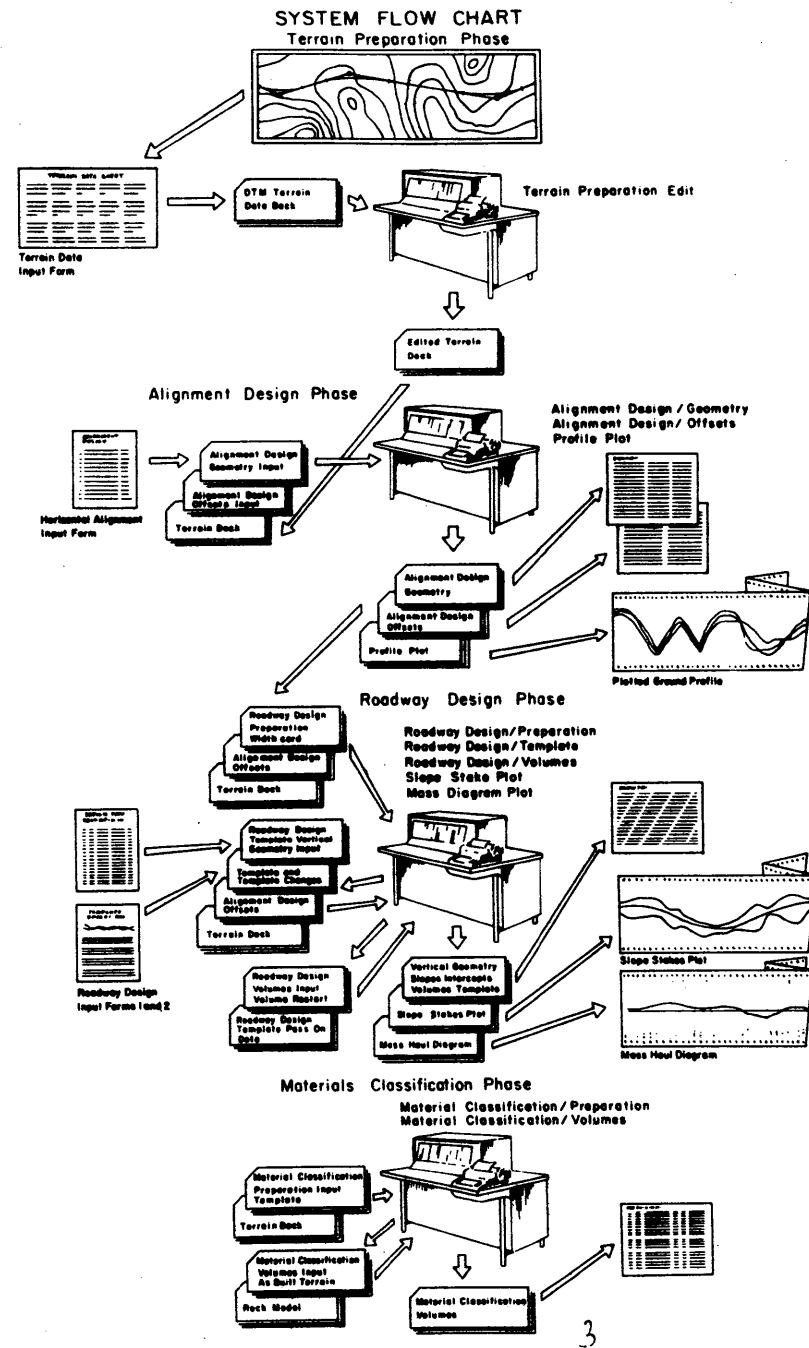 SYSTEM FLOW CHART
Terrain Preparation Phase
TERRAIN DATA SHEET
Terrain Data
Input Form
DTM Terrain
Data Deck
Terrain Preparation Edit
Edited Terrain
Deck
Alignment Design Phase
Horizontal Alignment
Input Form
Alignment Design
Geometry Input
Alignment Design
Offsets Input
Terrain Deck
Alignment Design / Geometry
Alignment Design / Offsets
Profile Plot
Alignment Design
Geometry
Alignment Design
Offsets
Profile Plot
Plotted Ground Profile
Roadway Design Phase
Roadway Design/Preparation
Roadway Design/Template
Roadway Design/Volumes
Slope Stake Plot
Mass Diagram Plot
Roadway Design
Preparation
Width card
Alignment Design
Offsets
Terrain Deck
Roadway Design
Template Vertical
Geometry Input
Template and
Template Changes
Alignment Design
Offsets
Terrain Deck
Roadway Design
Input Forms 1 and 2
Roadway Design
Volumes Input
Volume Restart
Roadway Design
Template Pass On
Data
Vertical Geometry
Slopes Intercepts
Volumes Template
Slope Stakes Plot
Mass Haul Diagram
Slope Stakes Plot
Mass Haul Diagram
Materials Classification Phase
Material Classification/Preparation
Material Classification/Volumes
Material Classification
Preparation Input
Template
Terrain Deck
Material Classification
Volumes Input
As Built Terrain
Rock Model
Material Classification
Volumes
3